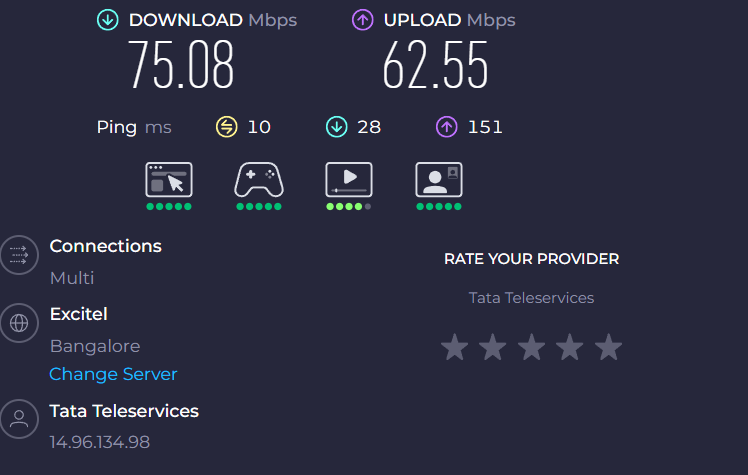 DOWNLOAD Mbps
UPLOAD Mbps
75.08
62.55
Ping ms 10 28 151
Connections
Multi
Excitel
Bangalore
Change Server
Tata Teleservices
14.96.134.98
RATE YOUR PROVIDER
Tata Teleservices